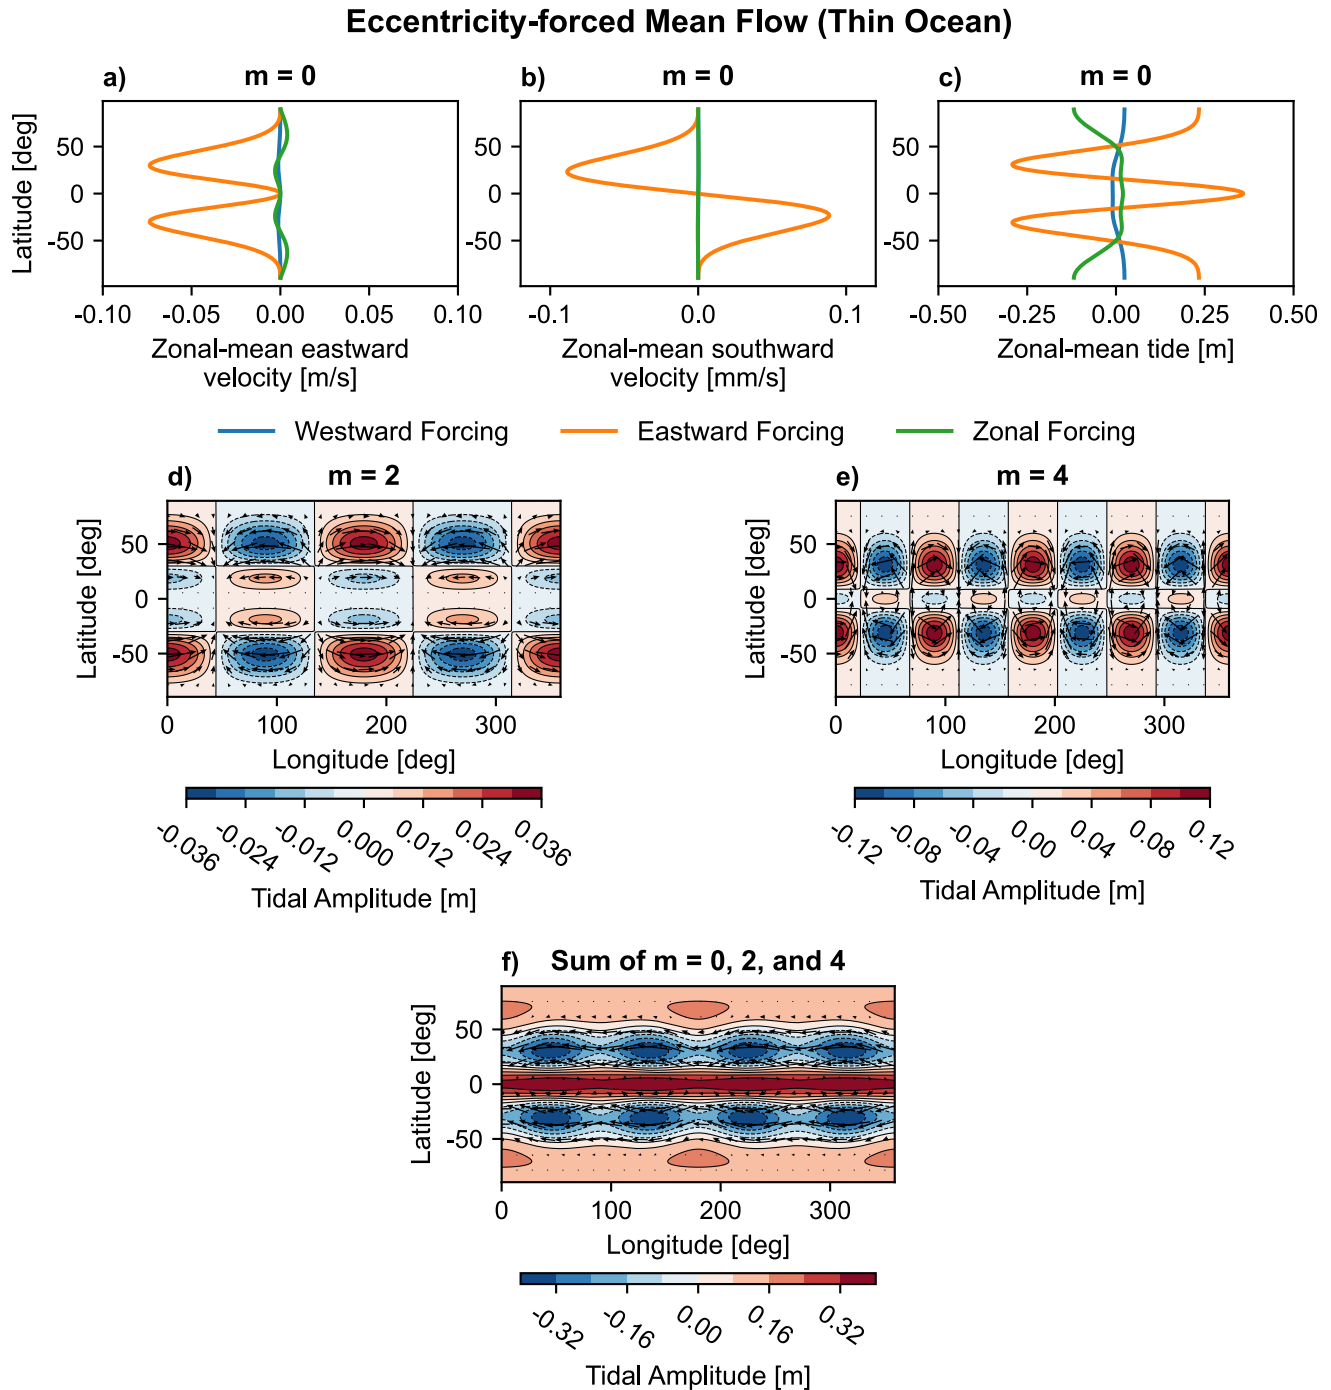 Eccentricity-forced Mean Flow (Thin Ocean)
a) m = 0
b) m = 0
c) m = 0
Latitude [deg]
50
0
-50
50
0
-50
50
0
-50
-0.10 -0.05 0.00 0.05 0.10
-0.1 0.0 0.1
-0.50 -0.25 0.00 0.25 0.50
Zonal-mean eastward
velocity [m/s]
Zonal-mean southward
velocity [mm/s]
Zonal-mean tide [m]
Westward Forcing
Eastward Forcing
Zonal Forcing
d) m = 2
Latitude [deg]
50
0
-50
0 100 200 300
Longitude [deg]
-0.036 -0.024 -0.012 0.000 0.012 0.024 0.036
Tidal Amplitude [m]
e) m = 4
Latitude [deg]
50
0
-50
0 100 200 300
Longitude [deg]
-0.12 -0.08 -0.04 0.00 0.04 0.08 0.12
Tidal Amplitude [m]
f) Sum of m = 0, 2, and 4
Latitude [deg]
50
0
-50
0 100 200 300
Longitude [deg]
-0.32 -0.16 0.00 0.16 0.32
Tidal Amplitude [m]